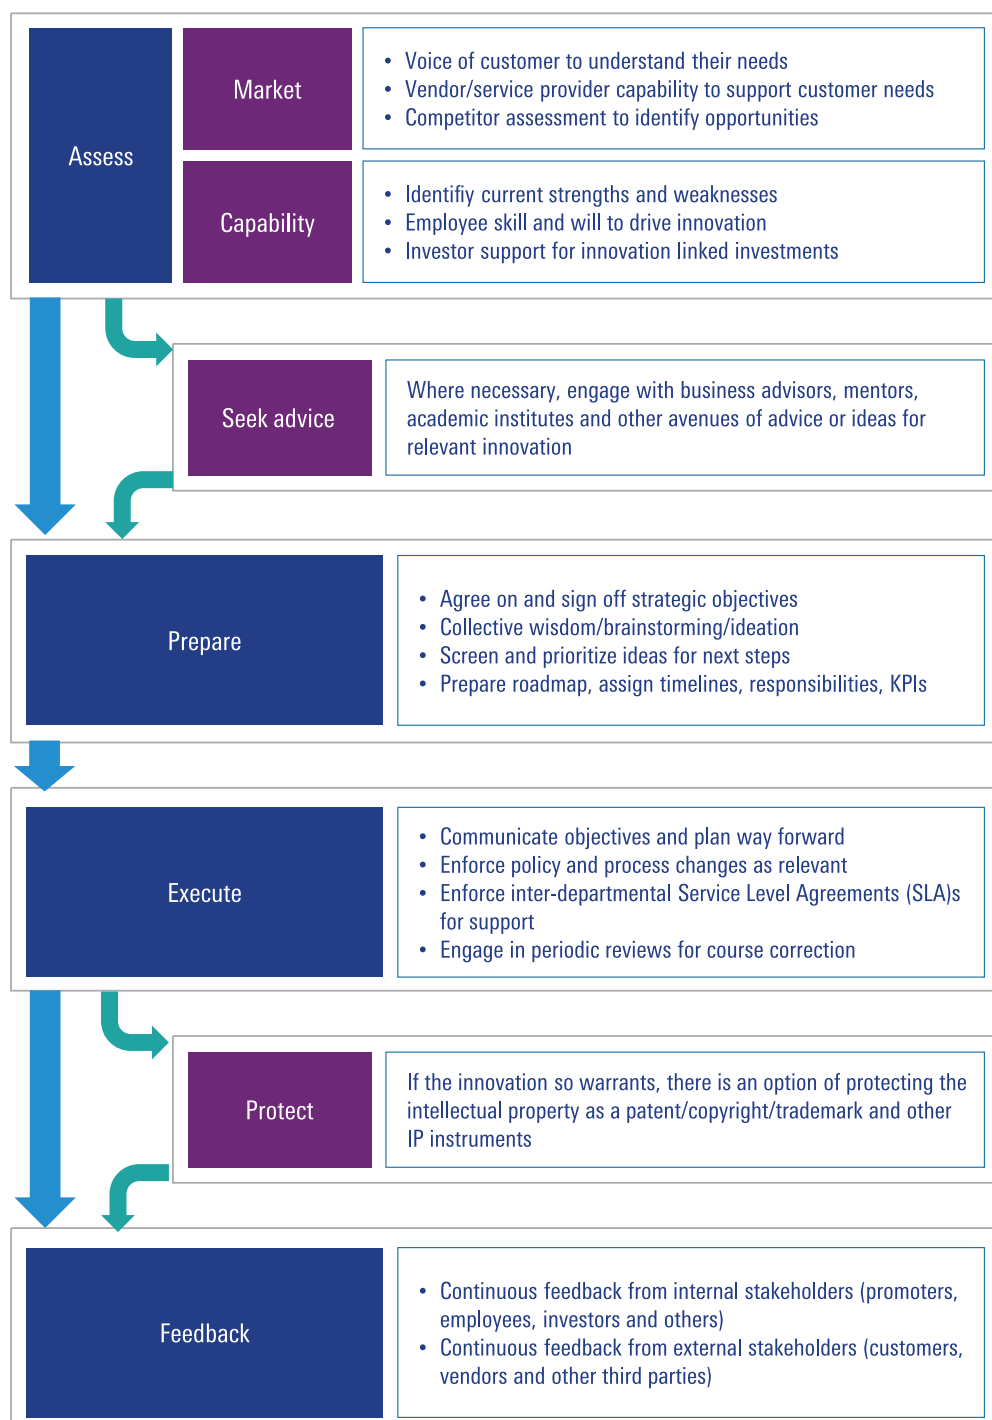 Assess
Market
• Voice of customer to understand their needs
• Vendor/service provider capability to support customer needs
• Competitor assessment to identify opportunities
Capability
• Identifiy current strengths and weaknesses
• Employee skill and will to drive innovation
• Investor support for innovation linked investments
Seek advice
Where necessary, engage with business advisors, mentors,
academic institutes and other avenues of advice or ideas for
relevant innovation
Prepare
• Agree on and sign off strategic objectives
• Collective wisdom/brainstorming/ideation
• Screen and prioritize ideas for next steps
• Prepare roadmap, assign timelines, responsibilities, KPIs
Execute
• Communicate objectives and plan way forward
• Enforce policy and process changes as relevant
• Enforce inter-departmental Service Level Agreements (SLA)s
for support
• Engage in periodic reviews for course correction
Protect
If the innovation so warrants, there is an option of protecting the
intellectual property as a patent/copyright/trademark and other
IP instruments
Feedback
• Continuous feedback from internal stakeholders (promoters,
employees, investors and others)
• Continuous feedback from external stakeholders (customers,
vendors and other third parties)